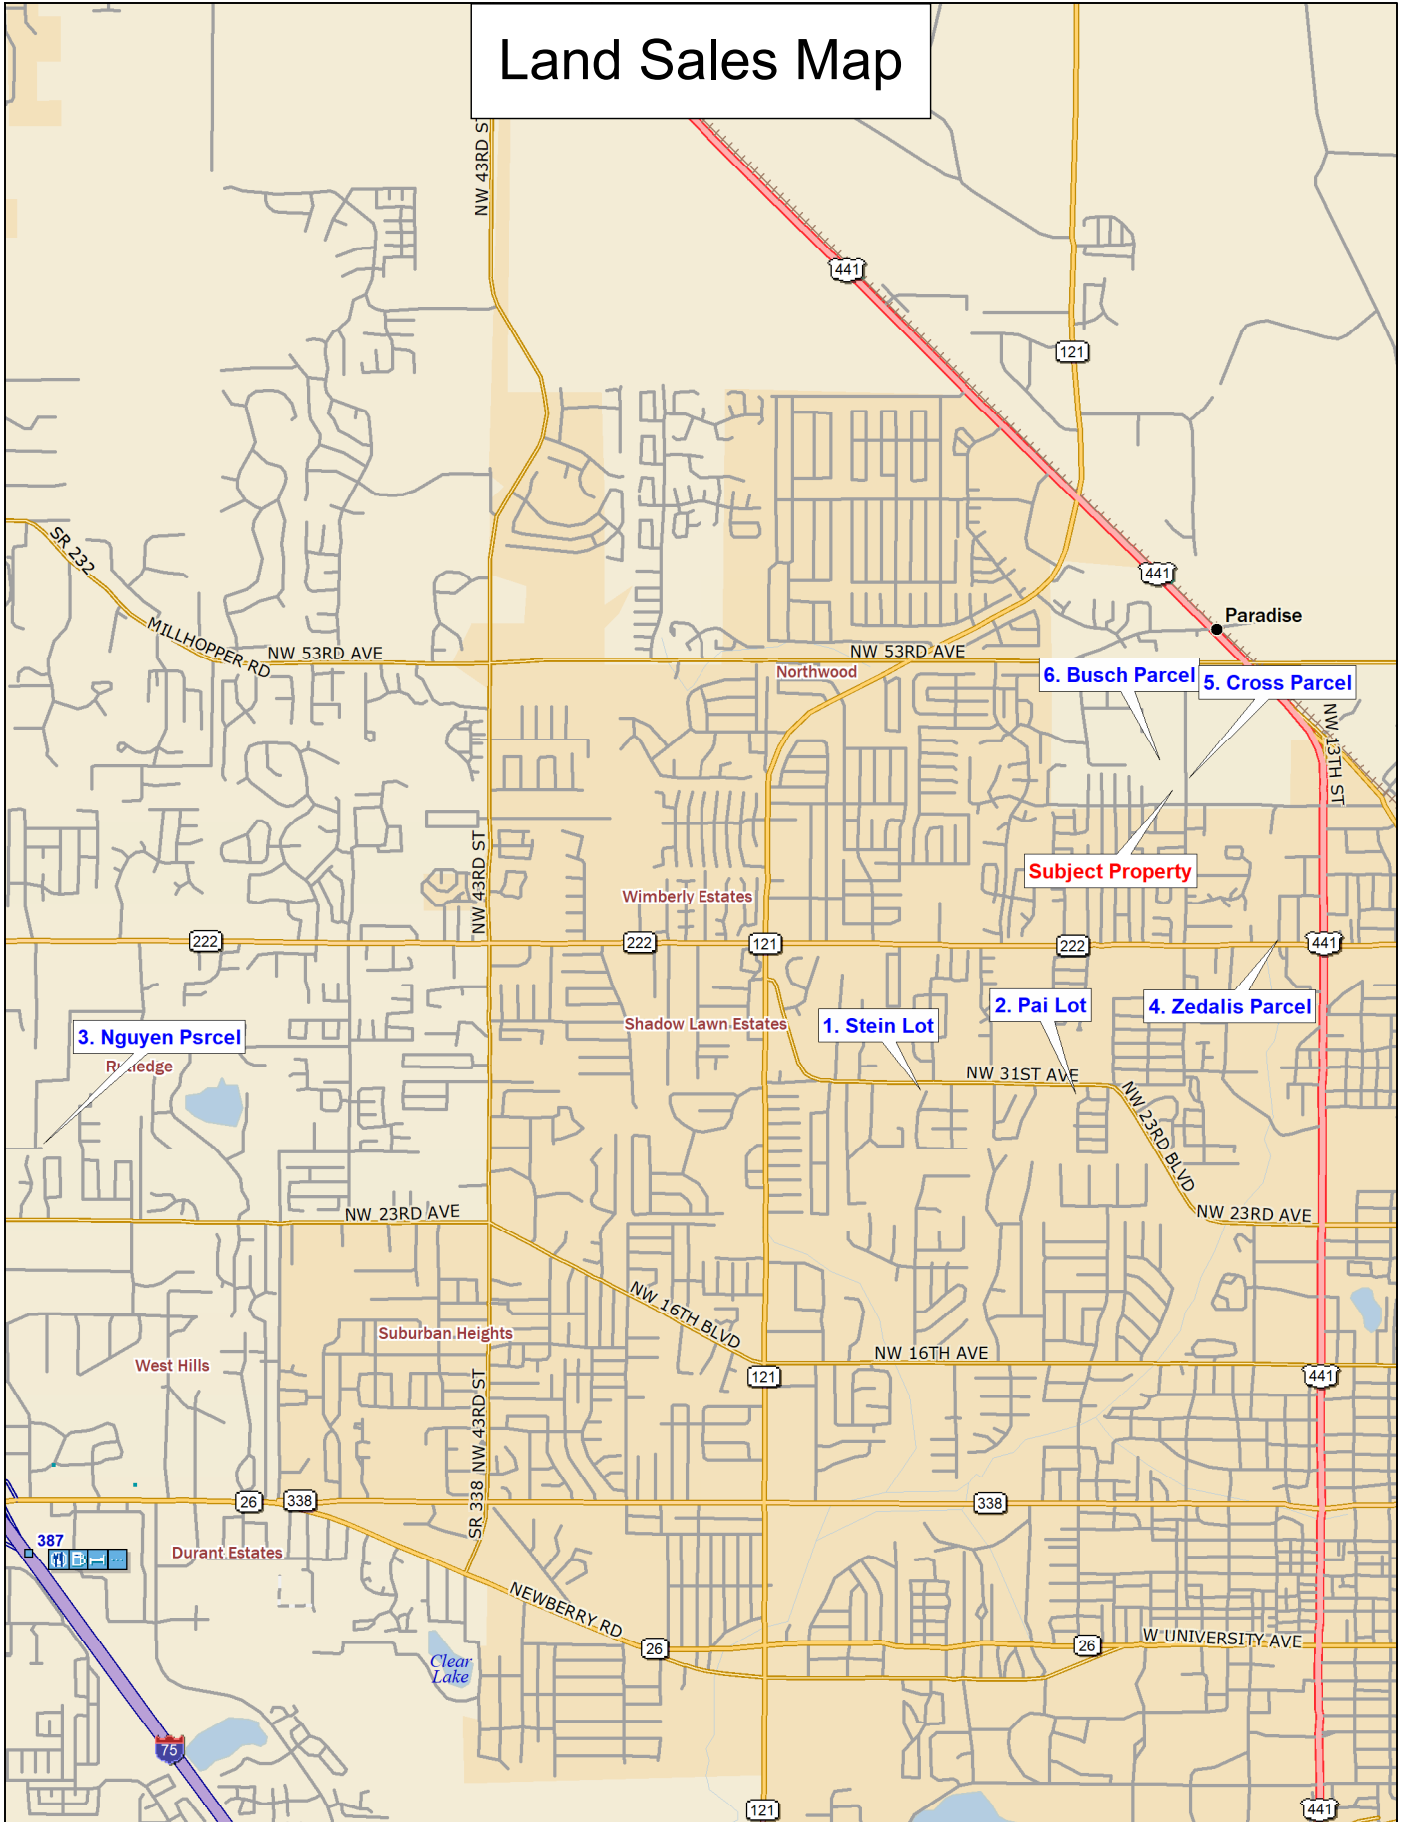 Land Sales Map
NW 43RD S
441
121
SR 232
441
Paradise
MILLHOPPER RD
NW 53RD AVE
NW 53RD AVE
Northwood
6. Busch Parcel
5. Cross Parcel
NW 13TH ST
NW 43RD ST
Subject Property
Wimberly Estates
222
222
121
222
441
3. Nguyen Psrcel
Rutledge
Shadow Lawn Estates
1. Stein Lot
2. Pai Lot
4. Zedalis Parcel
NW 31ST AVE
NW 23RD BLVD
NW 23RD AVE
NW 23RD AVE
NW 16TH BLVD
Suburban Heights
West Hills
NW 16TH AVE
121
441
SR 338 NW 43RD ST
26
338
338
387
Durant Estates
NEWBERRY RD
26
26
W UNIVERSITY AVE
Clear
Lake
75
121
441